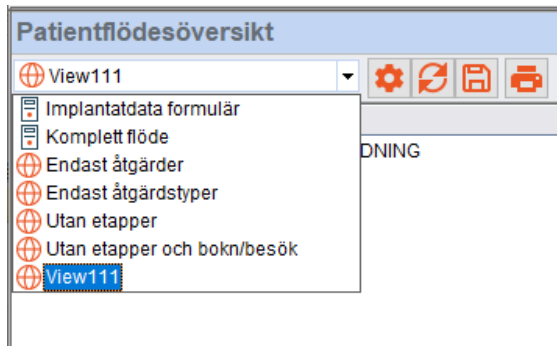 Patientflödesöversikt
View111
Implantatdata formulär
Komplett flöde
DNING
Endast åtgärder
Endast åtgärdstyper
Utan etapper
Utan etapper och bokn/besök
View111